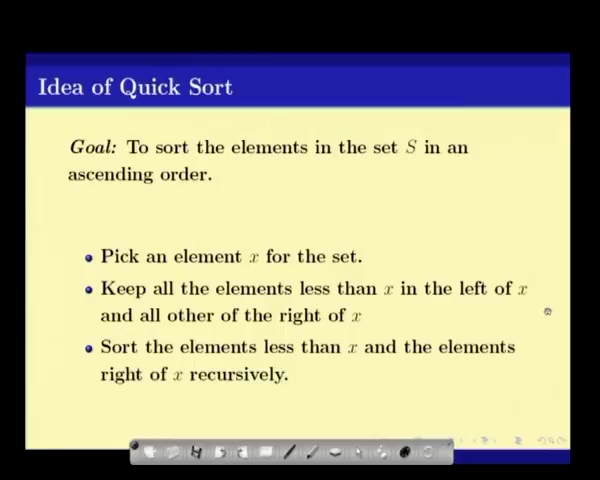 Idea of Quick Sort
Goal: To sort the elements in the set S in an
ascending order.
Pick an element x for the set.
Keep all the elements less than x in the left of x
and all other of the right of x
Sort the elements less than x and the elements
right of x recursively.